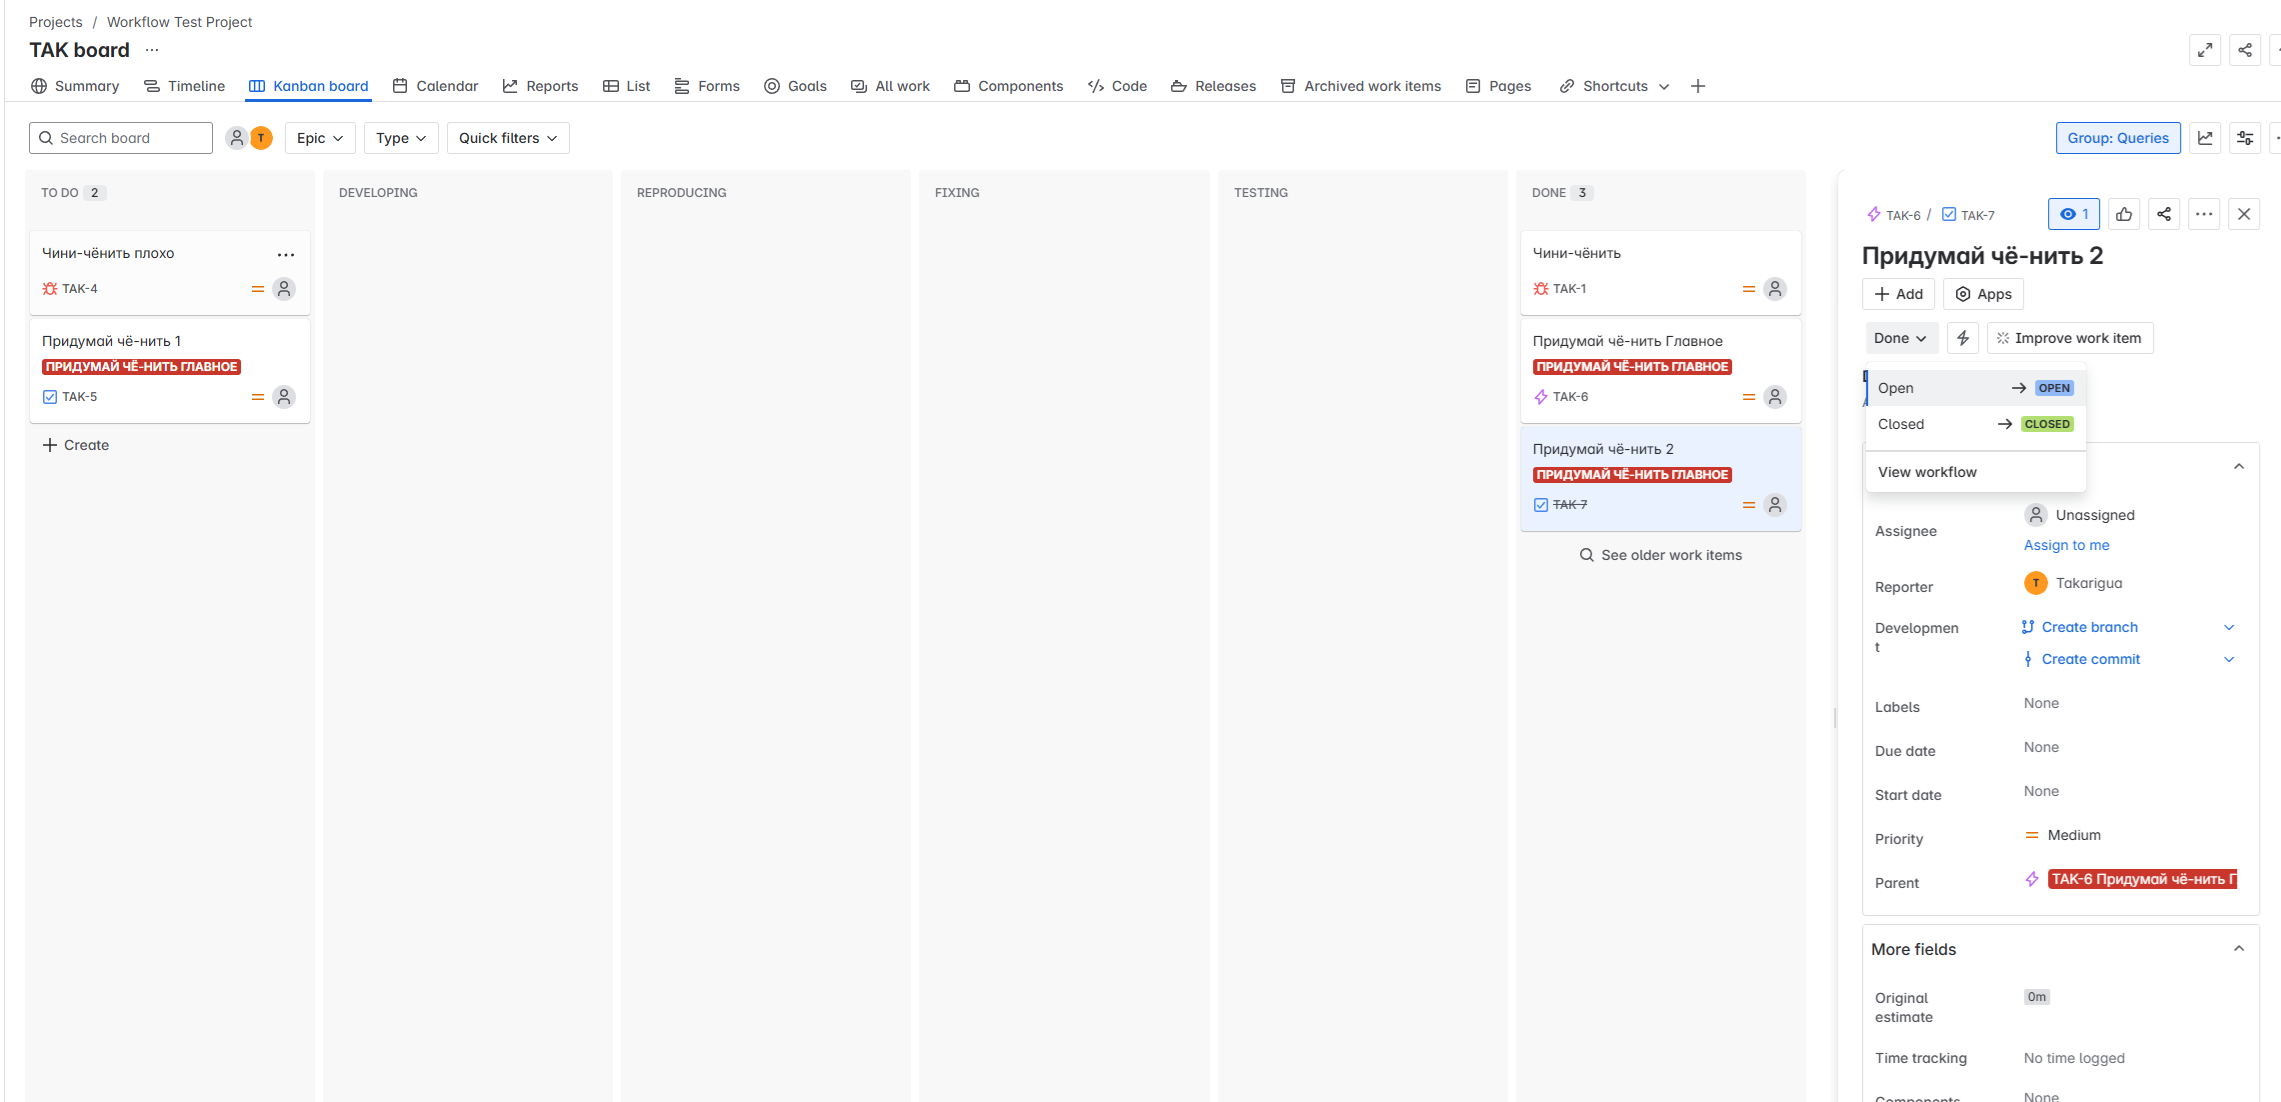 Projects / Workflow Test Project
TAK board ...
Summary Timeline Kanban board Calendar Reports List Forms Goals All work Components Code Releases Archived work items Pages Shortcuts
Search board T Epic Type Quick filters Group: Queries
TO DO 2
Чини-чёнить плохо
TAK-4
Придумай чё-нить 1
ПРИДУМАЙ ЧЁ-НИТЬ ГЛАВНОЕ
TAK-5
Create
DEVELOPING
REPRODUCING
FIXING
TESTING
DONE 3
Чини-чёнить
TAK-1
Придумай чё-нить Главное
ПРИДУМАЙ ЧЁ-НИТЬ ГЛАВНОЕ
TAK-6
Придумай чё-нить 2
ПРИДУМАЙ ЧЁ-НИТЬ ГЛАВНОЕ
TAK-7
See older work items
TAK-6 / TAK-7 1
Придумай чё-нить 2
Add Apps
Done Improve work item
Open → OPEN
Closed → CLOSED
View workflow
Assignee Unassigned
Assign to me
Reporter T Takarigua
Developmen
t
Create branch
Create commit
Labels None
Due date None
Start date None
Priority Medium
Parent TAK-6 Придумай чё-нить Г
More fields
Original
estimate
0m
Time tracking No time logged
Components None